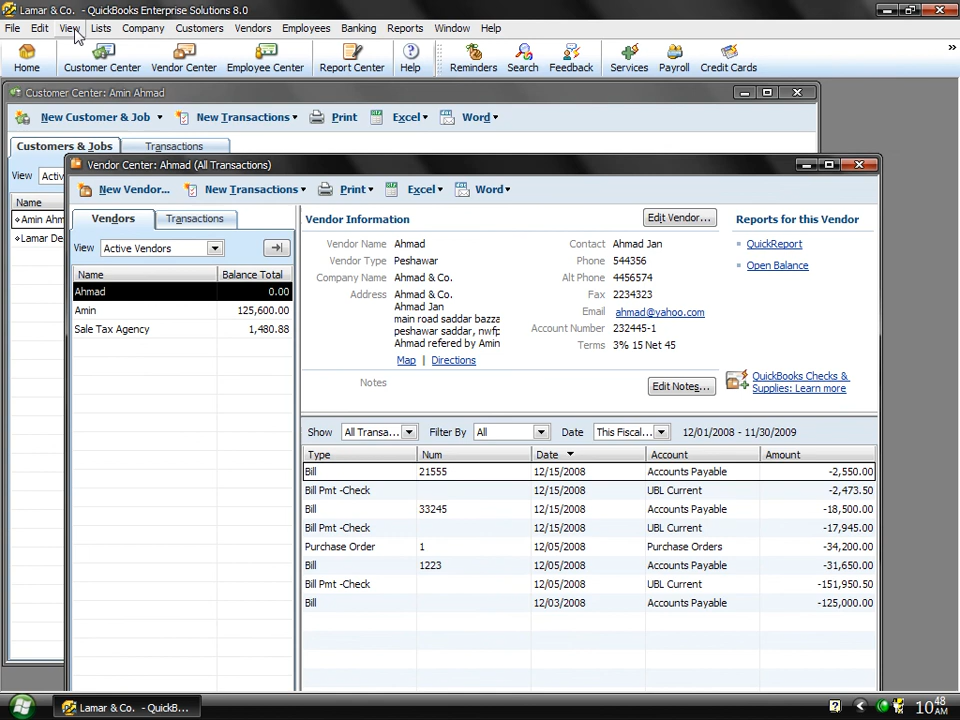 Lamar & Co. - QuickBooks Enterprise Solutions 8.0
File Edit View Lists Company Customers Vendors Employees Banking Reports Window Help
Home Customer Center Vendor Center Employee Center Report Center Help Reminders Search Feedback Services Payroll Credit Cards
Customer Center: Amin Ahmad
New Customer & Job New Transactions Print Excel Word
Customers & Jobs Transactions
View Active
Name
Amin Ahm
Lamar De
Vendor Center: Ahmad (All Transactions)
New Vendor... New Transactions Print Excel Word
Vendors Transactions
View Active Vendors
Name Balance Total
Ahmad 0.00
Amin 125,600.00
Sale Tax Agency 1,480.88
Vendor Information Edit Vendor...
Vendor Name Ahmad
Vendor Type Peshawar
Company Name Ahmad & Co.
Address Ahmad & Co.
Ahmad Jan
main road saddar bazza
peshawar saddar, nwfp
Ahmad refered by Amin
Map | Directions
Contact Ahmad Jan
Phone 544356
Alt Phone 4456574
Fax 2234323
Email ahmad@yahoo.com
Account Number 232445-1
Terms 3% 15 Net 45
Notes Edit Notes...
Reports for this Vendor
QuickReport
Open Balance
QuickBooks Checks &
Supplies: Learn more
Show All Transa... Filter By All Date This Fiscal... 12/01/2008 - 11/30/2009
Type Num Date Account Amount
Bill 21555 12/15/2008 Accounts Payable -2,550.00
Bill Pmt -Check 12/15/2008 UBL Current -2,473.50
Bill 33245 12/15/2008 Accounts Payable -18,500.00
Bill Pmt -Check 12/15/2008 UBL Current -17,945.00
Purchase Order 1 12/05/2008 Purchase Orders -34,200.00
Bill 1223 12/05/2008 Accounts Payable -31,650.00
Bill Pmt -Check 12/05/2008 UBL Current -151,950.50
Bill 12/03/2008 Accounts Payable -125,000.00
Lamar & Co. - QuickB...
10:48 AM